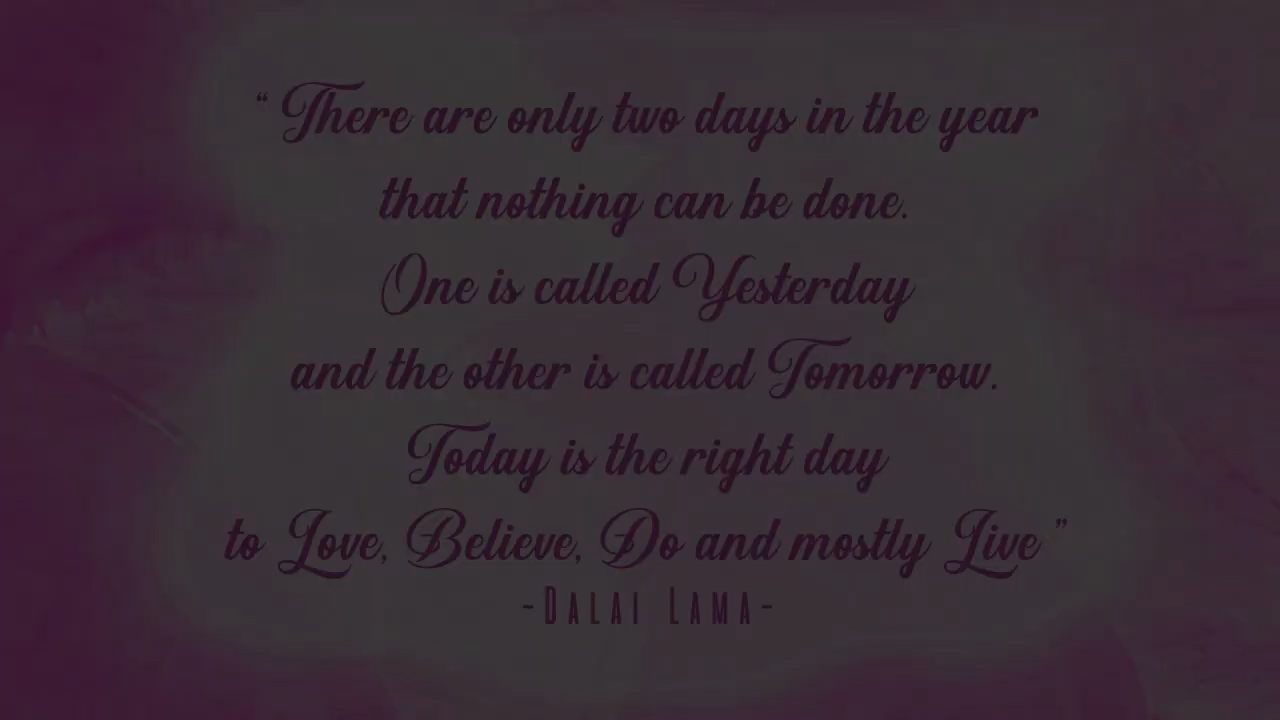 “ There are only two days in the year
that nothing can be done.
One is called Yesterday
and the other is called Tomorrow.
Today is the right day
to Love, Believe, Do and mostly Live ”
-Dalai Lama-